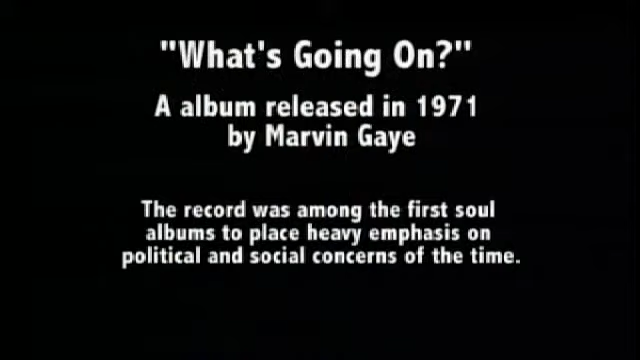 "What's Going On?"
A album released in 1971
by Marvin Gaye
The record was among the first soul
albums to place heavy emphasis on
political and social concerns of the time.